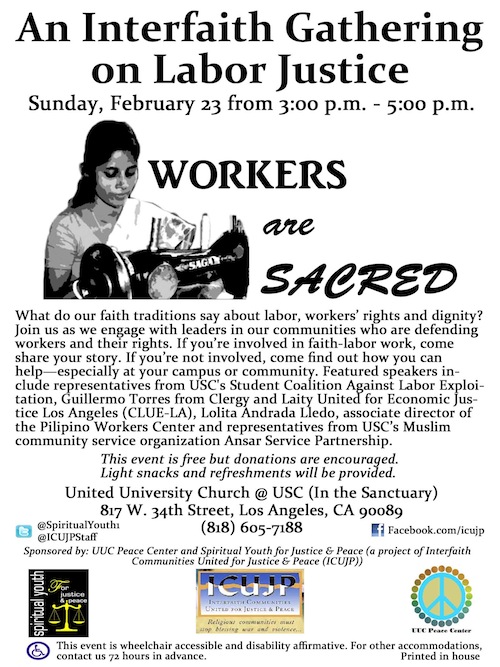 An Interfaith Gathering
on Labor Justice
Sunday, February 23 from 3:00 p.m. - 5:00 p.m.
WORKERS
are
SACRED
SAGAN
What do our faith traditions say about labor, workers' rights and dignity?
Join us as we engage with leaders in our communities who are defending
workers and their rights. If you're involved in faith-labor work, come
share your story. If you're not involved, come find out how you can
help—especially at your campus or community. Featured speakers in-
clude representatives from USC's Student Coalition Against Labor Exploi-
tation, Guillermo Torres from Clergy and Laity United for Economic Jus-
tice Los Angeles (CLUE-LA), Lolita Andrada Lledo, associate director of
the Pilipino Workers Center and representatives from USC's Muslim
community service organization Ansar Service Partnership.
This event is free but donations are encouraged.
Light snacks and refreshments will be provided.
United University Church @ USC (In the Sanctuary)
817 W. 34th Street, Los Angeles, CA 90089
(818) 605-7188
@SpiritualYouth1
@ICUJPStaff
Facebook.com/icujp
Sponsored by: UUC Peace Center and Spiritual Youth for Justice & Peace (a project of Interfaith
Communities United for Justice & Peace (ICUJP))
spiritual youth
For
justice
& peace
ICUJP
Interfaith Communities
United for Justice & Peace
Religious communities must
stop blessing war and violence...
UUC Peace Center
This event is wheelchair accessible and disability affirmative. For other accommodations,
contact us 72 hours in advance.
Printed in house